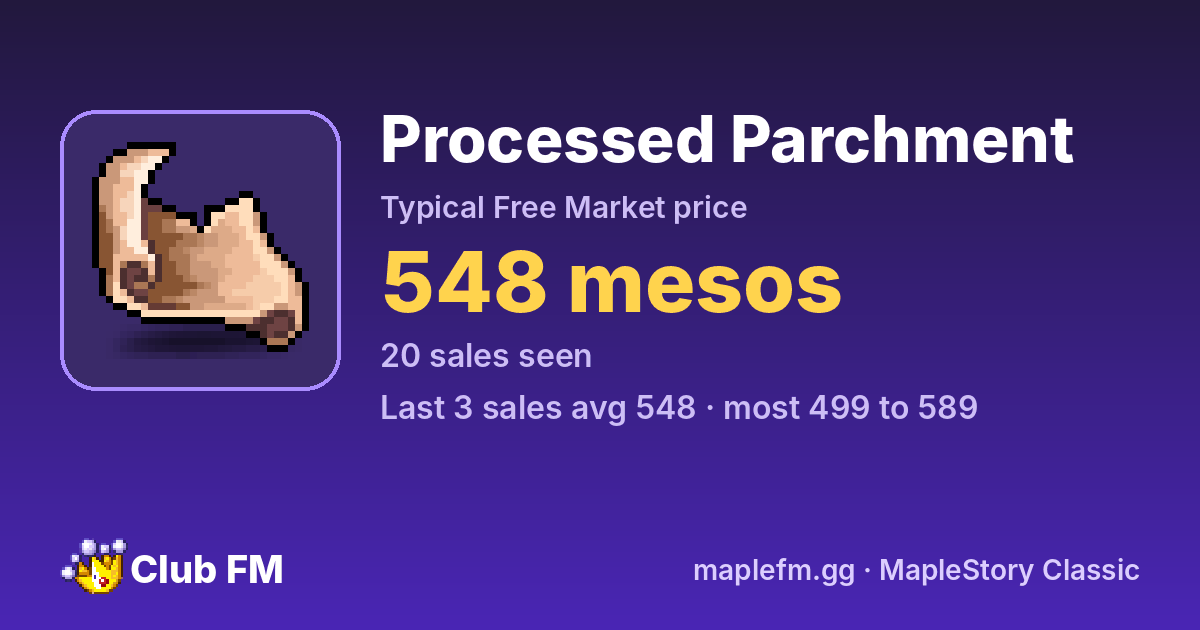 Processed Parchment
Typical Free Market price
548 mesos
20 sales seen
Last 3 sales avg 548 · most 499 to 589
Club FM
maplefm.gg · MapleStory Classic